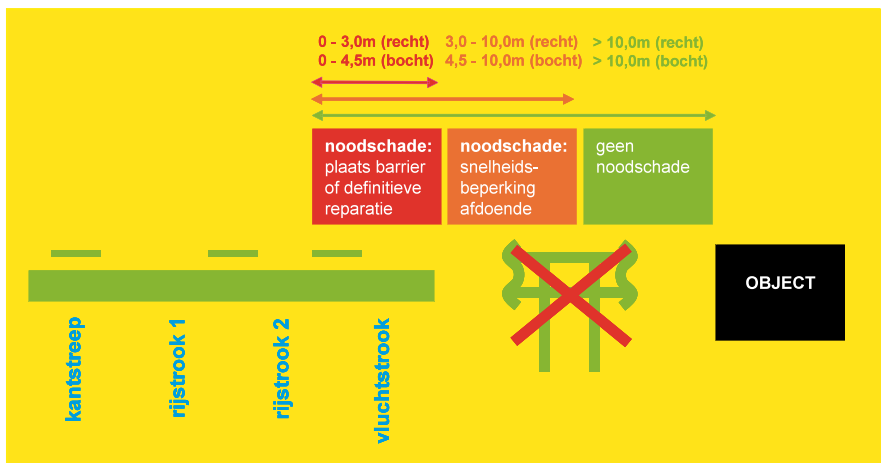 0 - 3,0m (recht)
0 - 4,5m (bocht)
3,0 - 10,0m (recht)
4,5 - 10,0m (bocht)
> 10,0m (recht)
> 10,0m (bocht)
noodschade:
plaats barrier
of definitieve
reparatie
noodschade:
snelheids-
beperking
afdoende
geen
noodschade
OBJECT
kantstreep
rijstrook 1
rijstrook 2
vluchtstrook